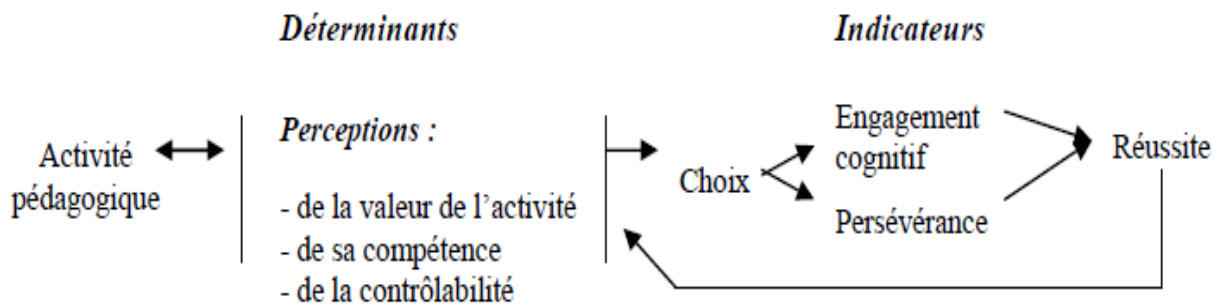 Déterminants
Indicateurs
Activité
pédagogique
Perceptions :
- de la valeur de l’activité
- de sa compétence
- de la contrôlabilité
Choix
Engagement
cognitif
Persévérance
Réussite